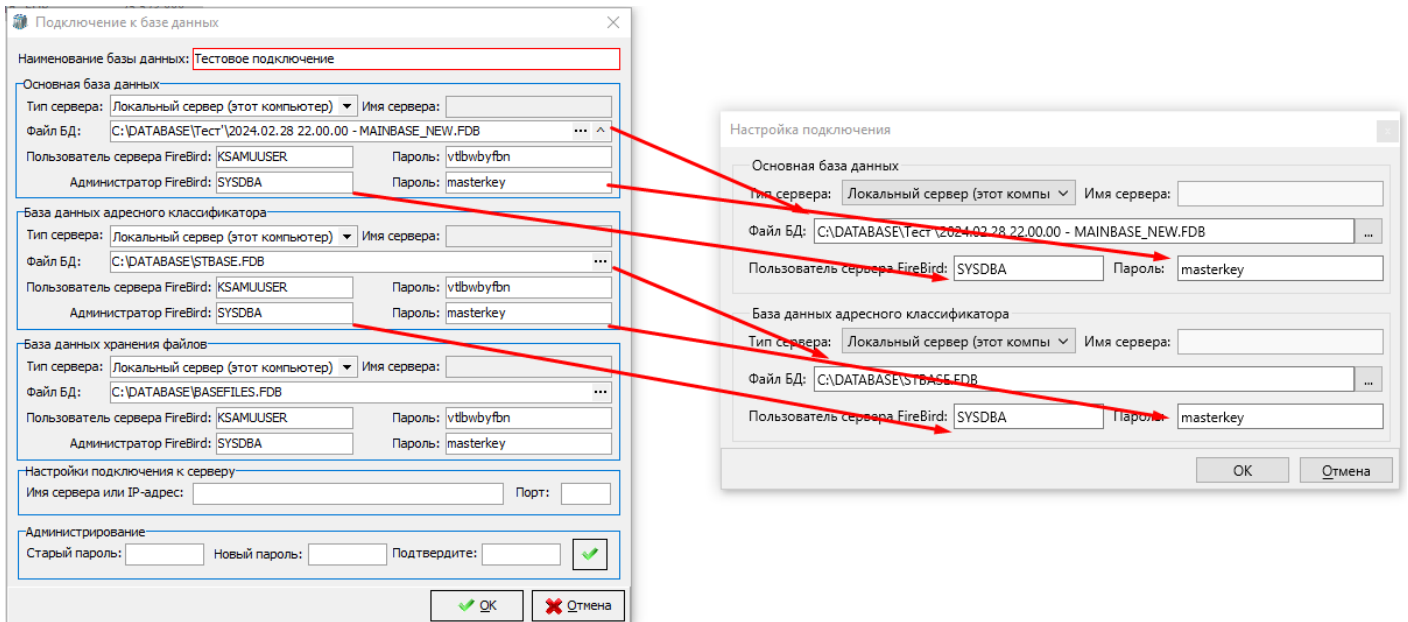 Подключение к базе данных
Наименование базы данных: Тестовое подключение
Основная база данных
Тип сервера: Локальный сервер (этот компьютер) Имя сервера:
Файл БД: C:\DATABASE\Тест'\2024.02.28 22.00.00 - MAINBASE_NEW.FDB ...
Пользователь сервера FireBird: KSAMUUSER Пароль: vtlbwbyfbn
Администратор FireBird: SYSDBA Пароль: masterkey
База данных адресного классификатора
Тип сервера: Локальный сервер (этот компьютер) Имя сервера:
Файл БД: C:\DATABASE\STBASE.FDB ...
Пользователь сервера FireBird: KSAMUUSER Пароль: vtlbwbyfbn
Администратор FireBird: SYSDBA Пароль: masterkey
База данных хранения файлов
Тип сервера: Локальный сервер (этот компьютер) Имя сервера:
Файл БД: C:\DATABASE\BASEFILES.FDB ...
Пользователь сервера FireBird: KSAMUUSER Пароль: vtlbwbyfbn
Администратор FireBird: SYSDBA Пароль: masterkey
Настройки подключения к серверу
Имя сервера или IP-адрес: Порт:
Администрирование
Старый пароль: Новый пароль: Подтвердите:
OK Отмена
Настройка подключения
Основная база данных
Тип сервера: Локальный сервер (этот компы Имя сервера:
Файл БД: C:\DATABASE\Тест \2024.02.28 22.00.00 - MAINBASE_NEW.FDB ...
Пользователь сервера FireBird: SYSDBA Пароль: masterkey
База данных адресного классификатора
Тип сервера: Локальный сервер (этот компы Имя сервера:
Файл БД: C:\DATABASE\STBASE.FDB ...
Пользователь сервера FireBird: SYSDBA Пароль: masterkey
OK Отмена